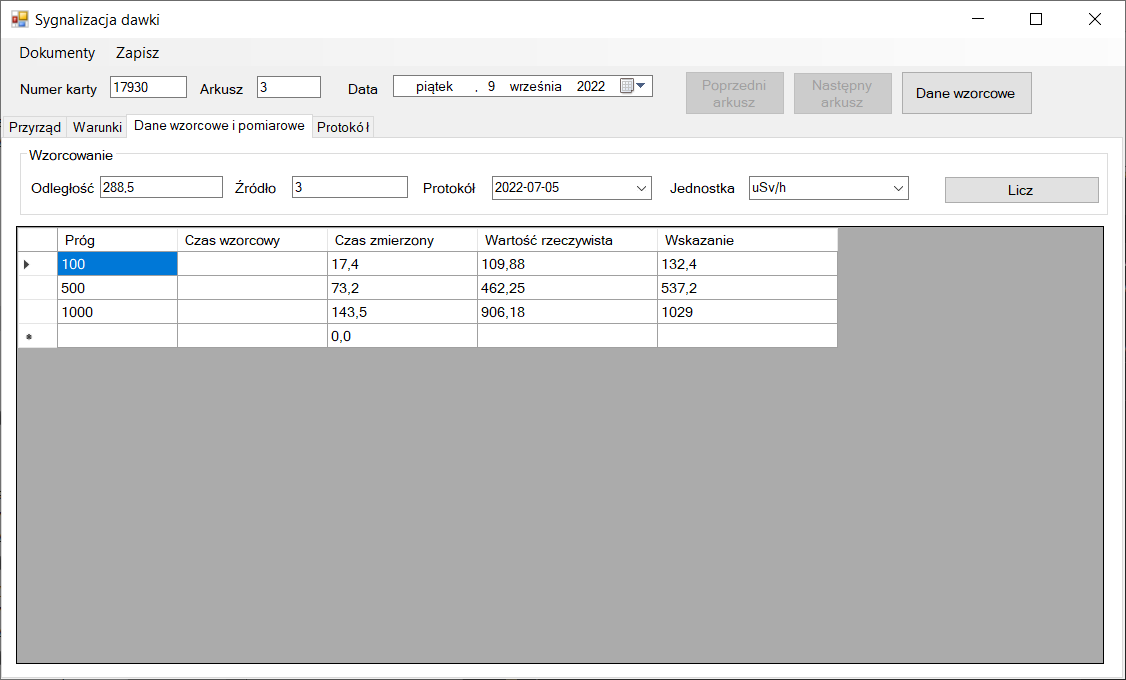 Sygnalizacja dawki
Dokumenty Zapisz
Numer karty 17930 Arkusz 3 Data piątek , 9 września 2022 Poprzedni arkusz Następny arkusz Dane wzorcowe
Przyrząd Warunki Dane wzorcowe i pomiarowe Protokół
Wzorcowanie
Odległość 288,5 Źródło 3 Protokół 2022-07-05 Jednostka uSv/h Licz
Próg Czas wzorcowy Czas zmierzony Wartość rzeczywista Wskazanie
100 17,4 109,88 132,4
500 73,2 462,25 537,2
1000 143,5 906,18 1029
0,0